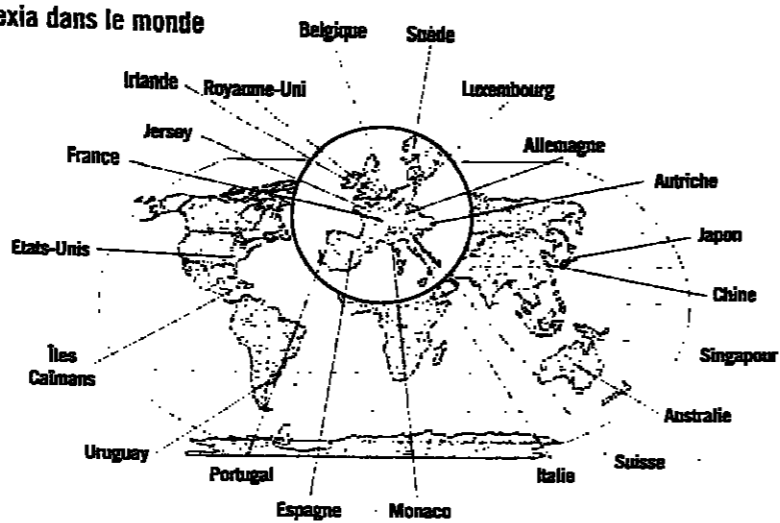 exia dans le monde
Belgique
Suède
Irlande
Royaume-Uni
Luxembourg
Jersey
Allemagne
France
Autriche
Etats-Unis
Japon
Chine
Îles
Caïmans
Singapour
Australie
Uruguay
Portugal
Italie
Suisse
Espagne
Monaco